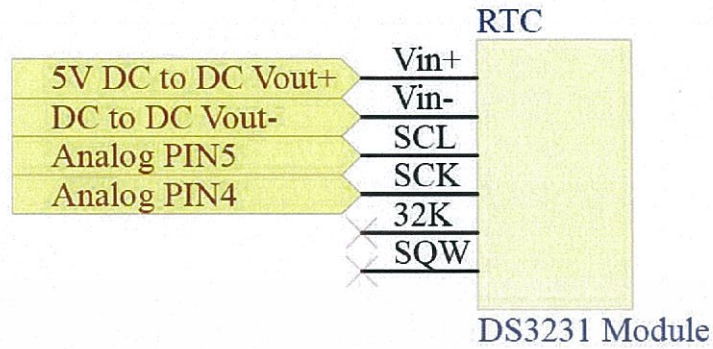 RTC
5V DC to DC Vout+ Vin+
DC to DC Vout- Vin-
Analog PIN5 SCL
Analog PIN4 SCK
32K
SQW
DS3231 Module